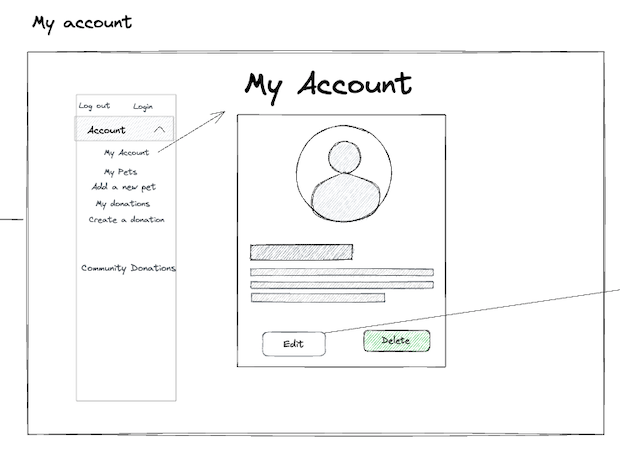 My account
My Account
Log out Login
Account
My Account
My Pets
Add a new pet
My donations
Create a donation
Community Donations
Edit Delete